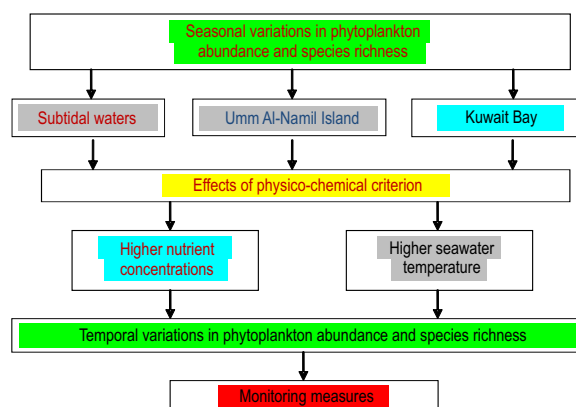 Seasonal variations in phytoplankton
abundance and species richness
Subtidal waters
Umm Al-Namil Island
Kuwait Bay
Effects of physico-chemical criterion
Higher nutrient
concentrations
Higher seawater
temperature
Temporal variations in phytoplankton abundance and species richness
Monitoring measures